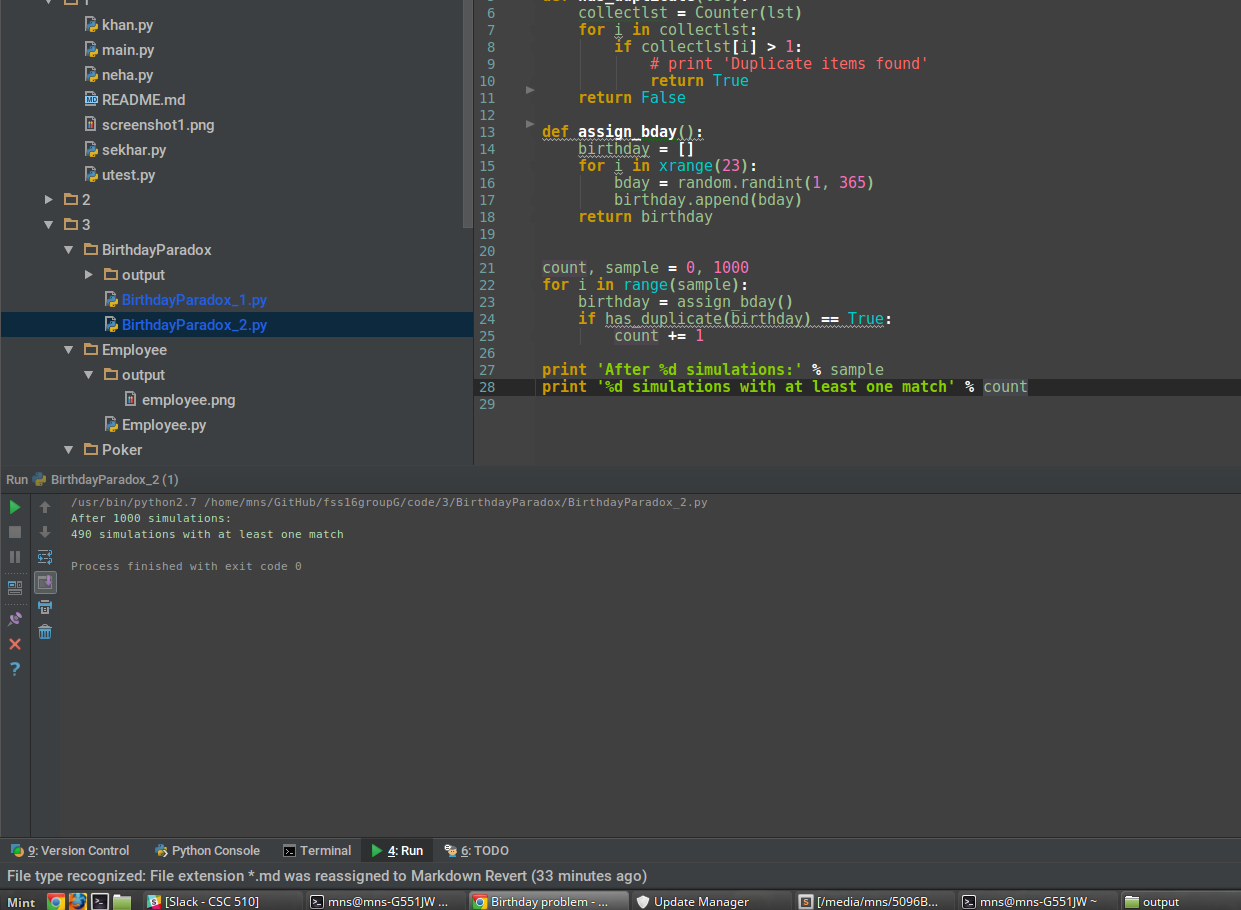 1
khan.py
main.py
neha.py
README.md
screenshot1.png
sekhar.py
utest.py
2
3
BirthdayParadox
output
BirthdayParadox_1.py
BirthdayParadox_2.py
Employee
output
employee.png
Employee.py
Poker
6 collectlst = Counter(lst)
7 for i in collectlst:
8 if collectlst[i] > 1:
9 # print 'Duplicate items found'
10 return True
11 return False
12
13 def assign_bday():
14 birthday = []
15 for i in xrange(23):
16 bday = random.randint(1, 365)
17 birthday.append(bday)
18 return birthday
19
20
21 count, sample = 0, 1000
22 for i in range(sample):
23 birthday = assign_bday()
24 if has_duplicate(birthday) == True:
25 count += 1
26
27 print 'After %d simulations:' % sample
28 print '%d simulations with at least one match' % count
29
Run BirthdayParadox_2 (1)
/usr/bin/python2.7 /home/mns/GitHub/fss16groupG/code/3/BirthdayParadox/BirthdayParadox_2.py
After 1000 simulations:
490 simulations with at least one match
Process finished with exit code 0
9: Version Control Python Console Terminal 4: Run 6: TODO
File type recognized: File extension *.md was reassigned to Markdown Revert (33 minutes ago)
Mint [Slack - CSC 510] mns@mns-G551JW ... Birthday problem - ... Update Manager [/media/mns/5096B... mns@mns-G551JW ~ output